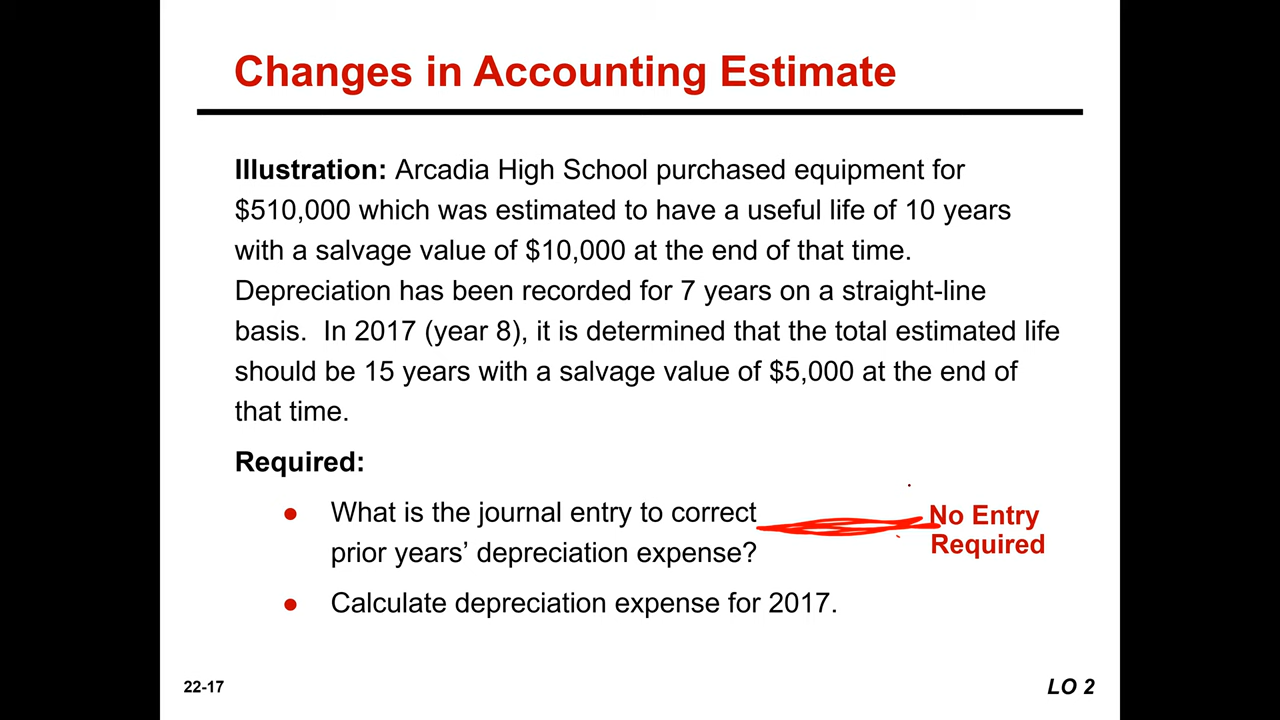 Changes in Accounting Estimate
Illustration: Arcadia High School purchased equipment for
$510,000 which was estimated to have a useful life of 10 years
with a salvage value of $10,000 at the end of that time.
Depreciation has been recorded for 7 years on a straight-line
basis. In 2017 (year 8), it is determined that the total estimated life
should be 15 years with a salvage value of $5,000 at the end of
that time.
Required:
● What is the journal entry to correct
prior years’ depreciation expense?
No Entry
Required
● Calculate depreciation expense for 2017.
22-17
LO 2